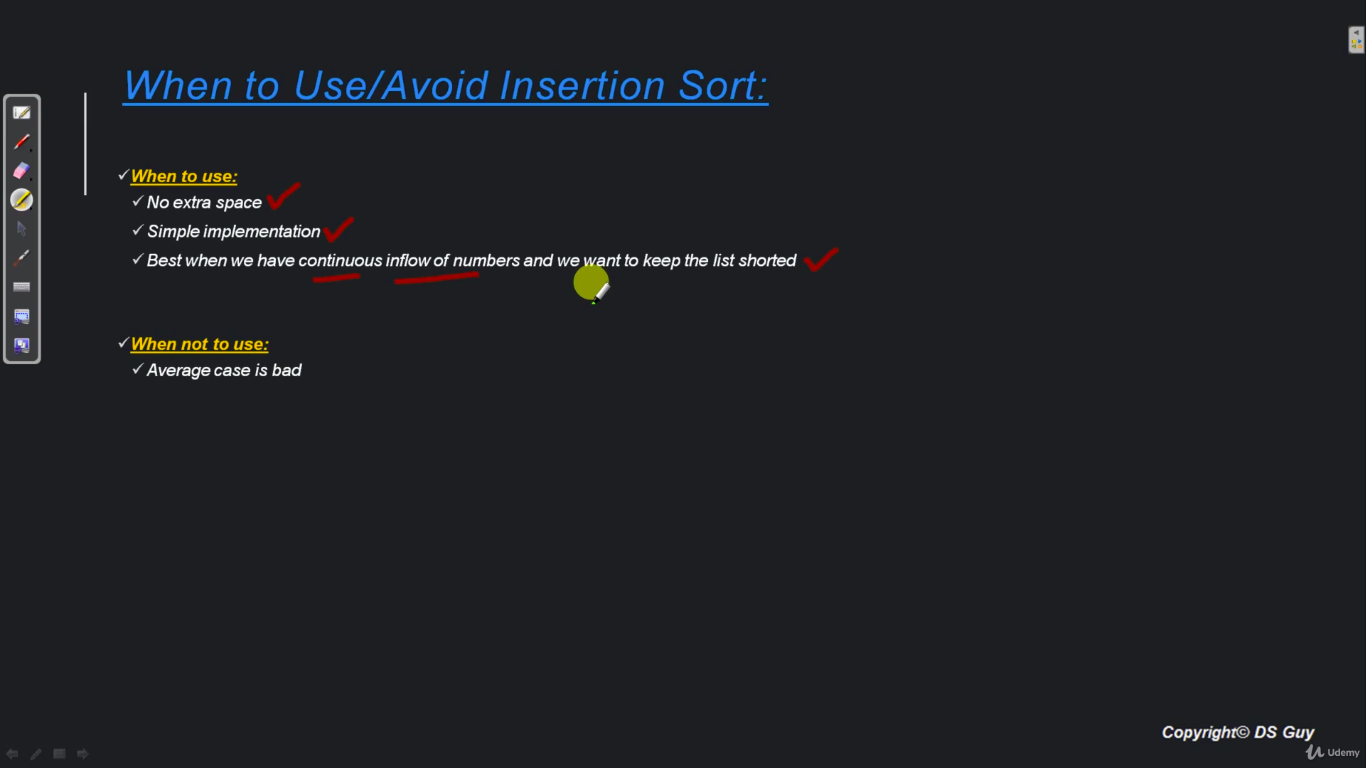 When to Use/Avoid Insertion Sort:
When to use:
No extra space
Simple implementation
Best when we have continuous inflow of numbers and we want to keep the list shorted
When not to use:
Average case is bad
Copyright© DS Guy
Udemy